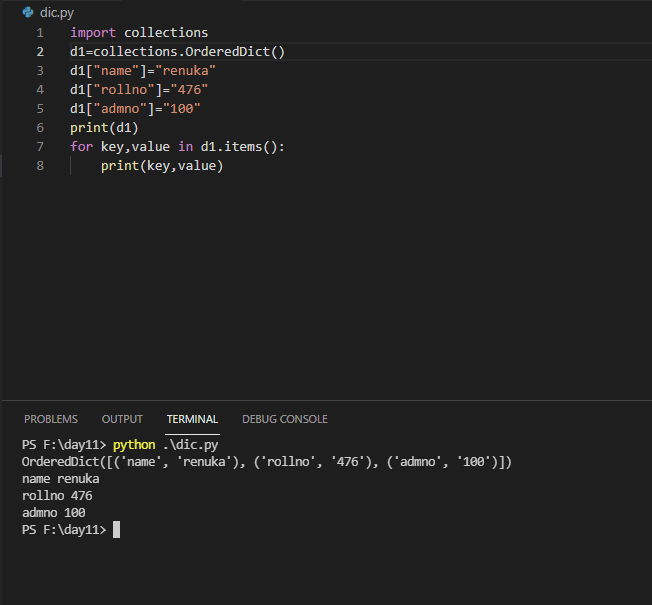 dic.py
1 import collections
2 d1=collections.OrderedDict()
3 d1["name"]="renuka"
4 d1["rollno"]="476"
5 d1["admno"]="100"
6 print(d1)
7 for key,value in d1.items():
8     print(key,value)
PROBLEMS OUTPUT TERMINAL DEBUG CONSOLE
PS F:\day11> python .\dic.py
OrderedDict([('name', 'renuka'), ('rollno', '476'), ('admno', '100')])
name renuka
rollno 476
admno 100
PS F:\day11>